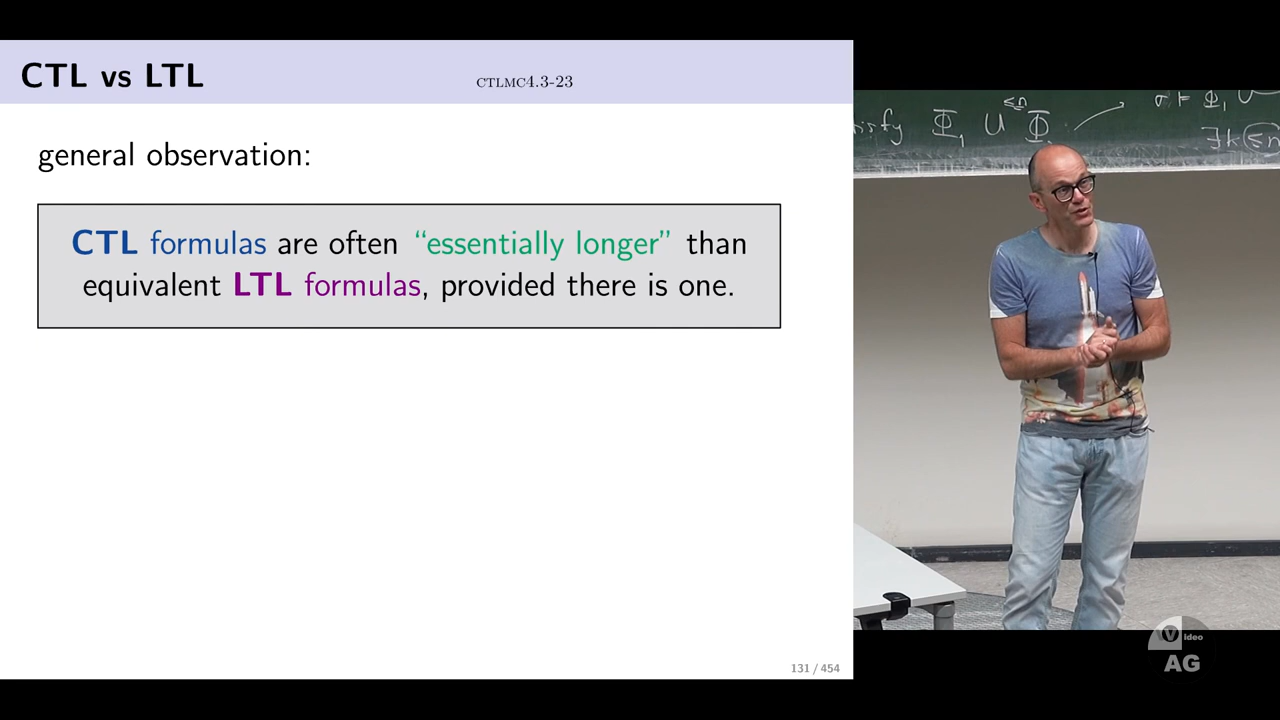 CTL vs LTL
CTLMC4.3-23
general observation:
CTL formulas are often “essentially longer” than
equivalent LTL formulas, provided there is one.
131 / 454
Φ₁ U ≤n Φ
∃k ≤n
Video
AG